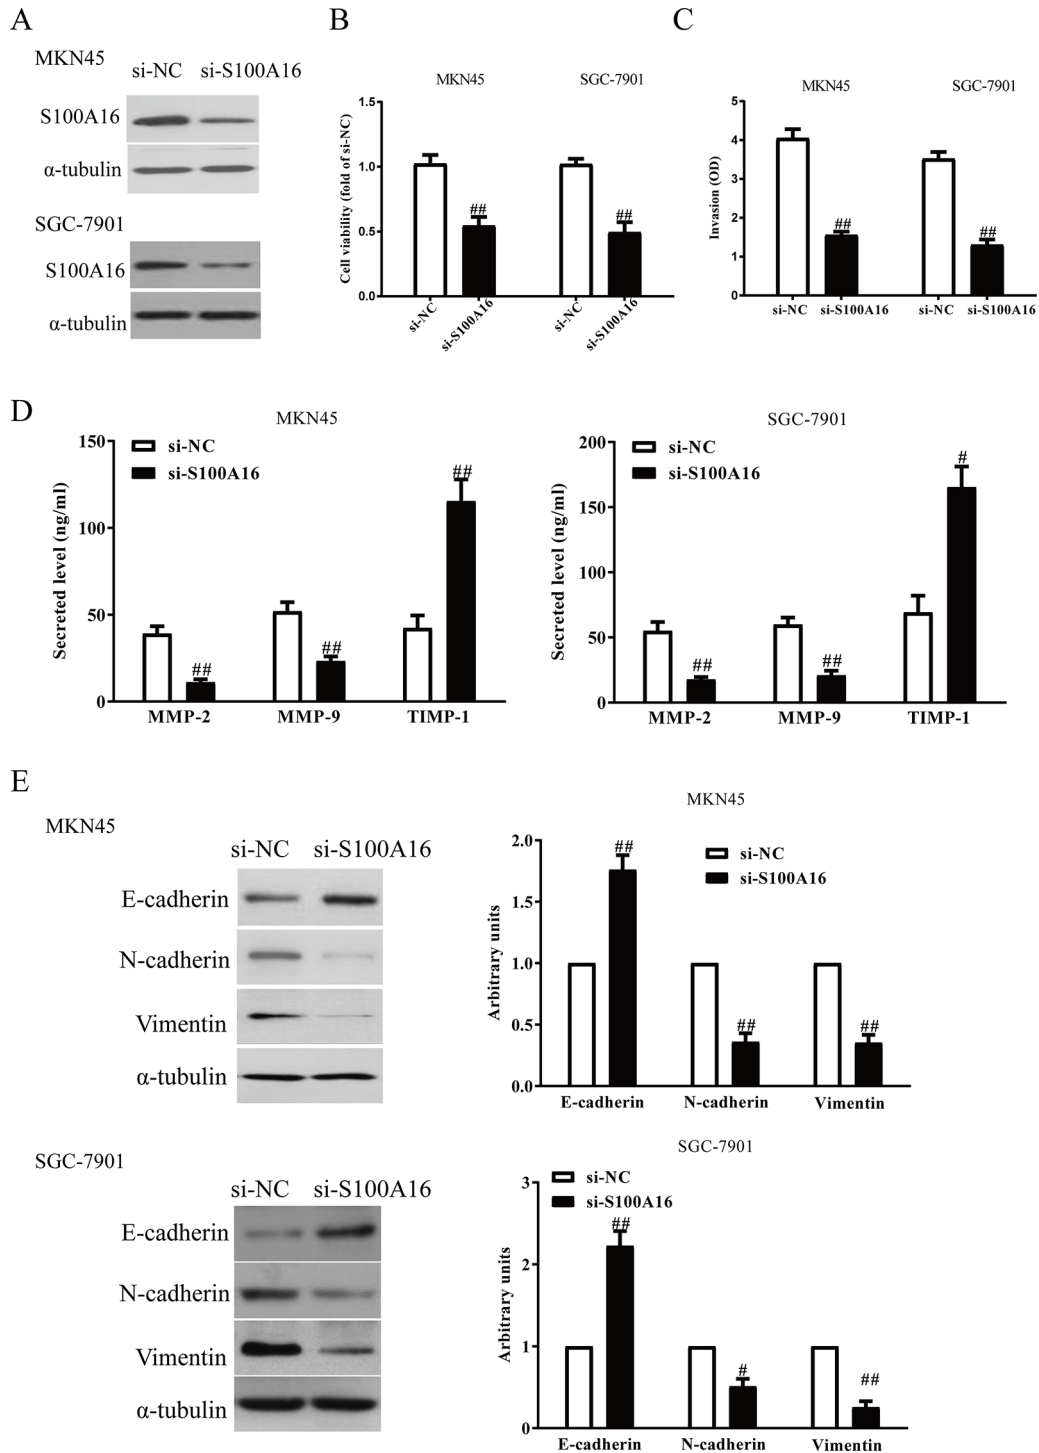 A
MKN45
si-NC si-S100A16
S100A16
α-tubulin
SGC-7901
S100A16
α-tubulin
B
MKN45 SGC-7901
Cell viability (fold of si-NC)
1.5
1.0
0.5
0.0
si-NC si-S100A16 si-NC si-S100A16
## ##
C
MKN45 SGC-7901
Invasion (OD)
5
4
3
2
1
0
## ##
si-NC si-S100A16 si-NC si-S100A16
D
MKN45
si-NC
si-S100A16
Secreted level (ng/ml)
150
100
50
0
## ## ##
MMP-2 MMP-9 TIMP-1
SGC-7901
si-NC
si-S100A16
Secreted level (ng/ml)
200
150
100
50
0
## ## #
MMP-2 MMP-9 TIMP-1
E
MKN45
si-NC si-S100A16
E-cadherin
N-cadherin
Vimentin
α-tubulin
MKN45
si-NC
si-S100A16
Arbitrary units
2.0
1.5
1.0
0.5
0.0
## ## ##
E-cadherin N-cadherin Vimentin
SGC-7901
si-NC si-S100A16
E-cadherin
N-cadherin
Vimentin
α-tubulin
SGC-7901
si-NC
si-S100A16
Arbitrary units
3
2
1
0
## # ##
E-cadherin N-cadherin Vimentin